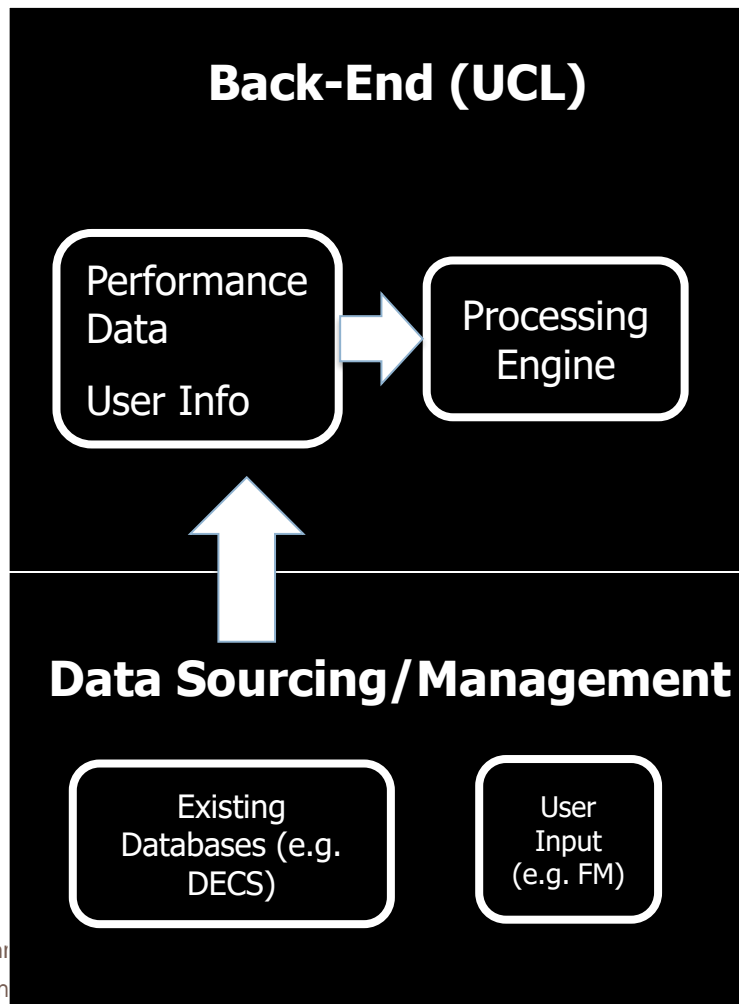 Back-End (UCL)
Performance
Data
User Info
Processing
Engine
Data Sourcing/Management
Existing
Databases (e.g.
DECS)
User
Input
(e.g. FM)